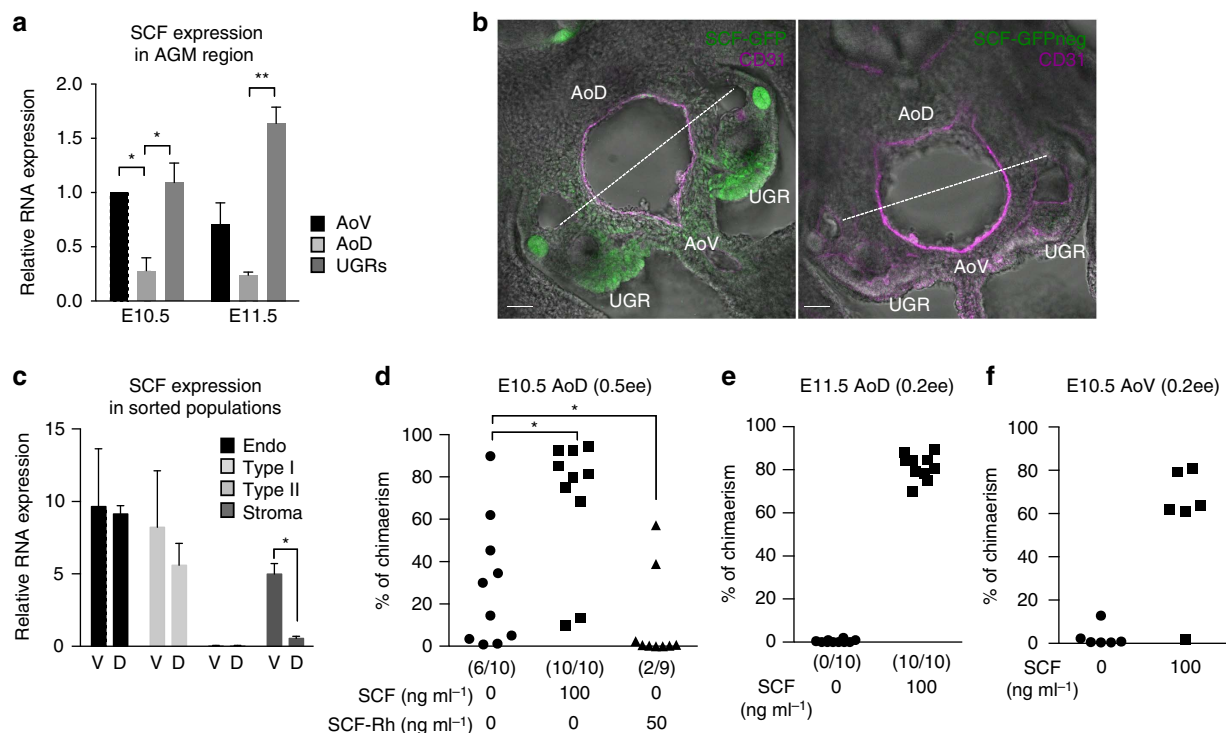 a
SCF expression
in AGM region
Relative RNA expression
2.0
1.5
1.0
0.5
0.0
*
*
**
E10.5
E11.5
AoV
AoD
UGRs
b
SCF-GFP
CD31
AoD
UGR
AoV
UGR
SCF-GFPneg
CD31
AoD
AoV
UGR
UGR
c
SCF expression
in sorted populations
Relative RNA expression
15
10
5
0
Endo
Type I
Type II
Stroma
*
V D V D V D V D
d
E10.5 AoD (0.5ee)
% of chimaerism
100
80
60
40
20
0
*
*
(6/10) (10/10) (2/9)
SCF (ng ml⁻¹) 0 100 0
SCF-Rh (ng ml⁻¹) 0 0 50
e
E11.5 AoD (0.2ee)
% of chimaerism
100
80
60
40
20
0
(0/10) (10/10)
SCF
(ng ml⁻¹)
0 100
f
E10.5 AoV (0.2ee)
% of chimaerism
100
80
60
40
20
0
SCF
(ng ml⁻¹)
0 100